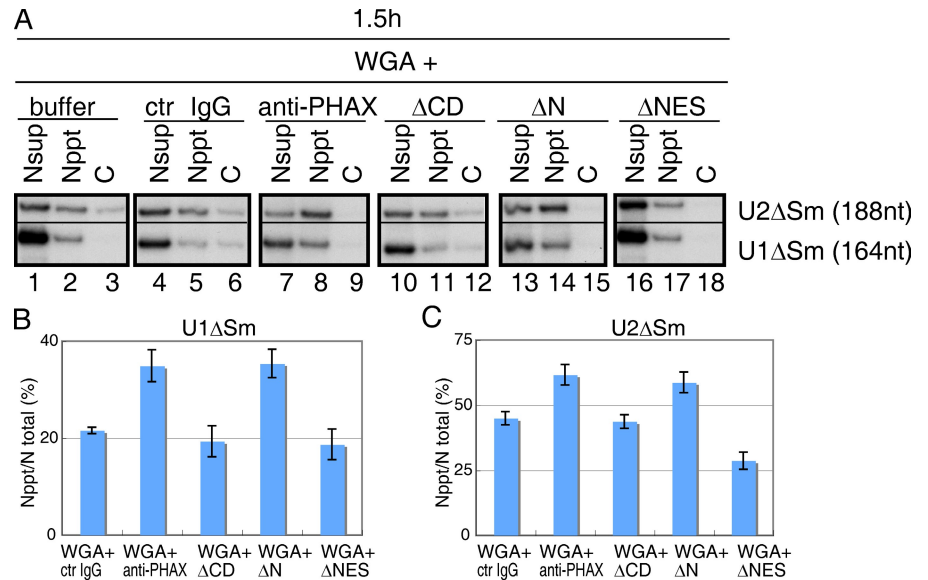 A
1.5h
WGA +
buffer ctr IgG anti-PHAX ΔCD ΔN ΔNES
Nsup Nppt C Nsup Nppt C Nsup Nppt C Nsup Nppt C Nsup Nppt C Nsup Nppt C
U2ΔSm (188nt)
U1ΔSm (164nt)
1 2 3 4 5 6 7 8 9 10 11 12 13 14 15 16 17 18
B
U1ΔSm
Nppt/N total (%)
40
20
0
WGA+ WGA+ WGA+ WGA+ WGA+
ctr IgG anti-PHAX ΔCD ΔN ΔNES
C
U2ΔSm
Nppt/N total (%)
75
50
25
0
WGA+ WGA+ WGA+ WGA+ WGA+
ctr IgG anti-PHAX ΔCD ΔN ΔNES